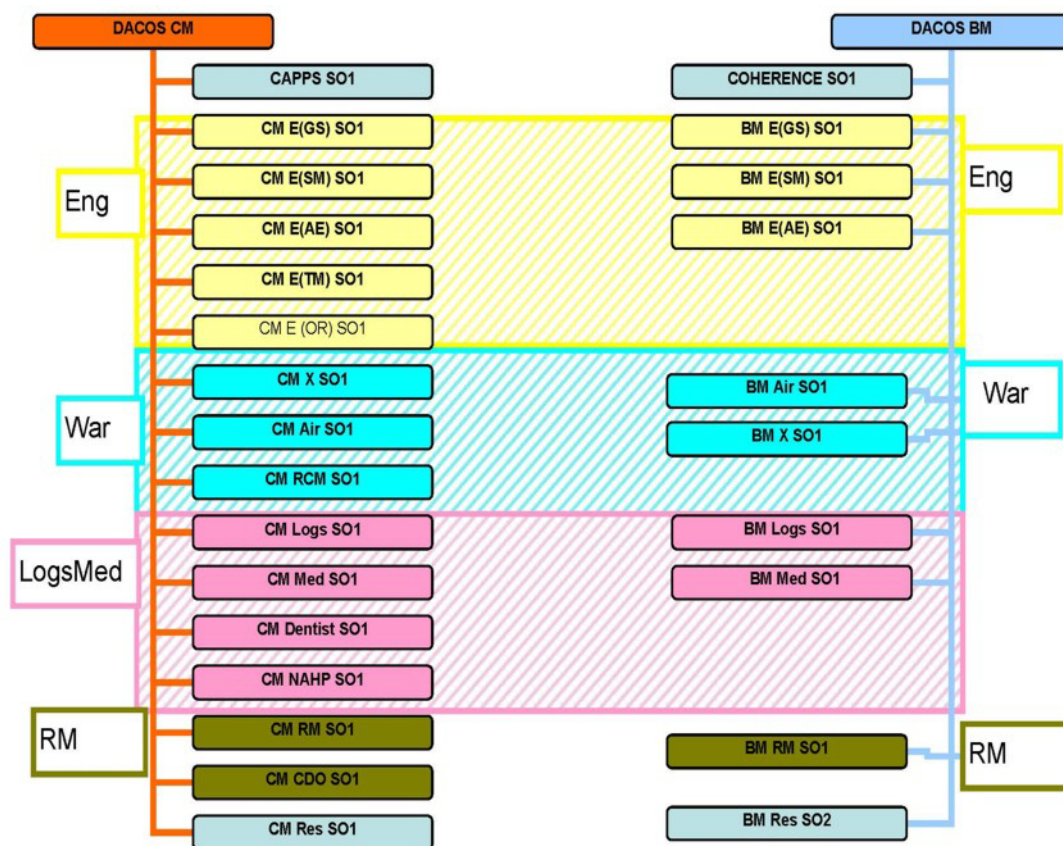 DACOS CM
DACOS BM
CAPPS SO1
COHERENCE SO1
CM E(GS) SO1
BM E(GS) SO1
Eng
CM E(SM) SO1
BM E(SM) SO1
Eng
CM E(AE) SO1
BM E(AE) SO1
CM E(TM) SO1
CM E (OR) SO1
CM X SO1
BM Air SO1
War
War
CM Air SO1
BM X SO1
CM RCM SO1
CM Logs SO1
BM Logs SO1
LogsMed
CM Med SO1
BM Med SO1
CM Dentist SO1
CM NAHP SO1
RM
CM RM SO1
BM RM SO1
RM
CM CDO SO1
CM Res SO1
BM Res SO2